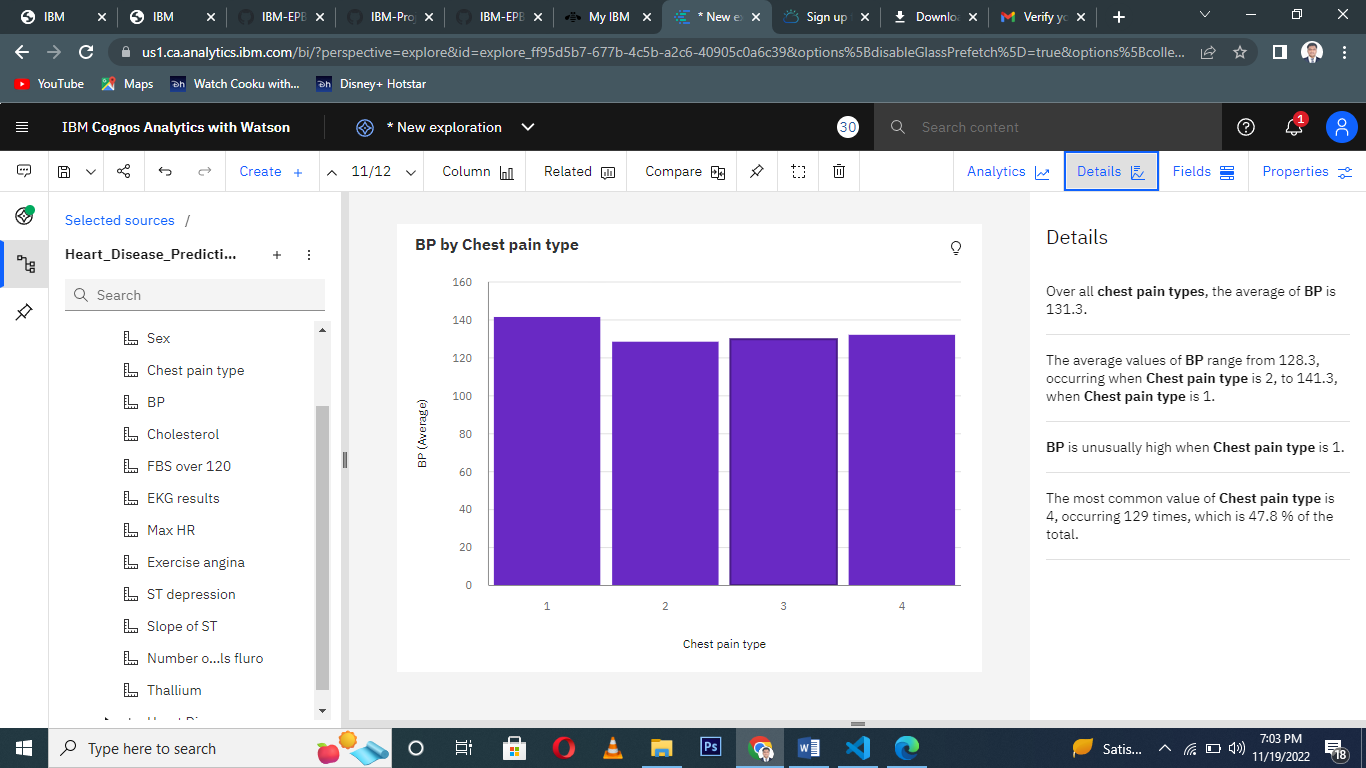 IBM
IBM
IBM-EPB
IBM-Proj
IBM-EPB
My IBM
* New ex
Sign up f
Downloa
Verify yo
us1.ca.analytics.ibm.com/bi/?perspective=explore&id=explore_ff95d5b7-677b-4c5b-a2c6-40905c0a6c39&options%5BdisableGlassPrefetch%5D=true&options%5Bcolle...
YouTube
Maps
Watch Cooku with...
Disney+ Hotstar
IBM Cognos Analytics with Watson
* New exploration
30
Search content
1
Create +
11/12
Column
Related
Compare
Analytics
Details
Fields
Properties
Selected sources /
Heart_Disease_Predicti...
Search
Sex
Chest pain type
BP
Cholesterol
FBS over 120
EKG results
Max HR
Exercise angina
ST depression
Slope of ST
Number o...ls fluro
Thallium
BP by Chest pain type
160
140
120
100
80
60
40
20
0
BP (Average)
1
2
3
4
Chest pain type
Details
Over all chest pain types, the average of BP is
131.3.
The average values of BP range from 128.3,
occurring when Chest pain type is 2, to 141.3,
when Chest pain type is 1.
BP is unusually high when Chest pain type is 1.
The most common value of Chest pain type is
4, occurring 129 times, which is 47.8 % of the
total.
Type here to search
Ps
Satis...
7:03 PM
11/19/2022
18